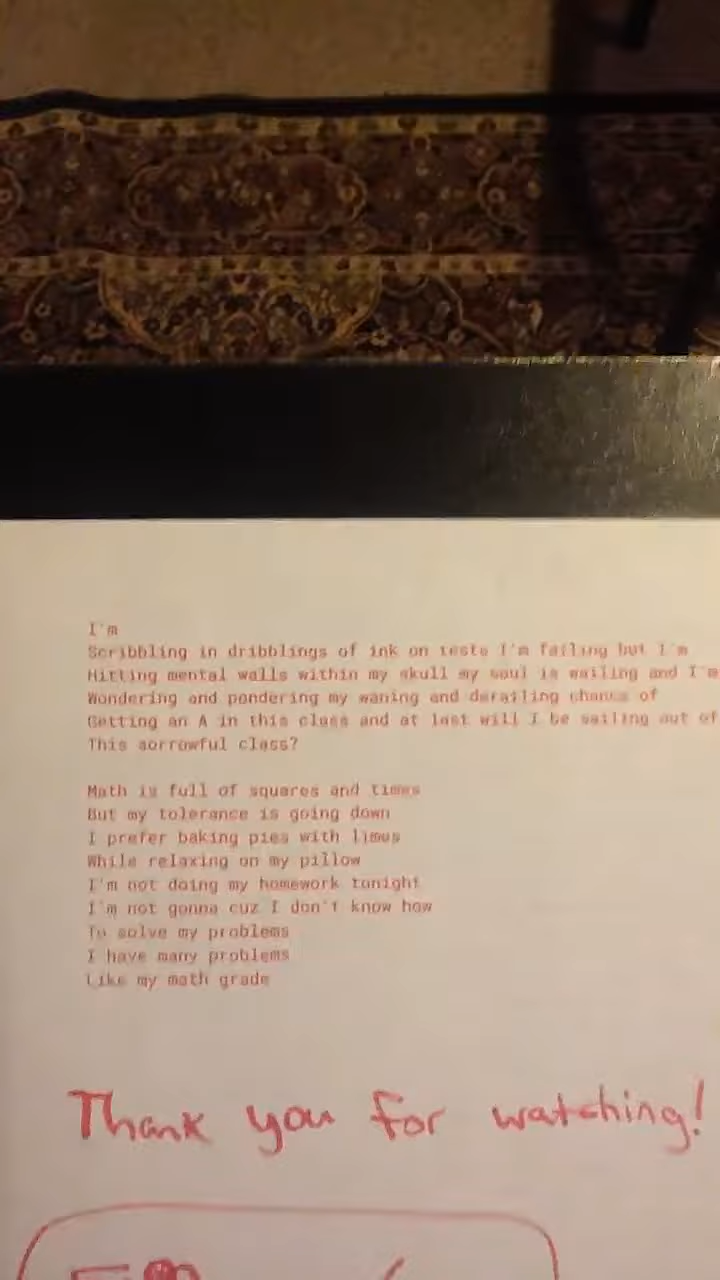 I'm
Scribbling in dribblings of ink on tests I'm failing but I'm
Hitting mental walls within my skull my soul is wailing and I'm
Wondering and pondering my waning and derailing chance of
Getting an A in this class and at last will I be sailing out of
This sorrowful class?
Math is full of squares and times
But my tolerance is going down
I prefer baking pies with limes
While relaxing on my pillow
I'm not doing my homework tonight
I'm not gonna cuz I don't know how
To solve my problems
I have many problems
Like my math grade
Thank you for watching!